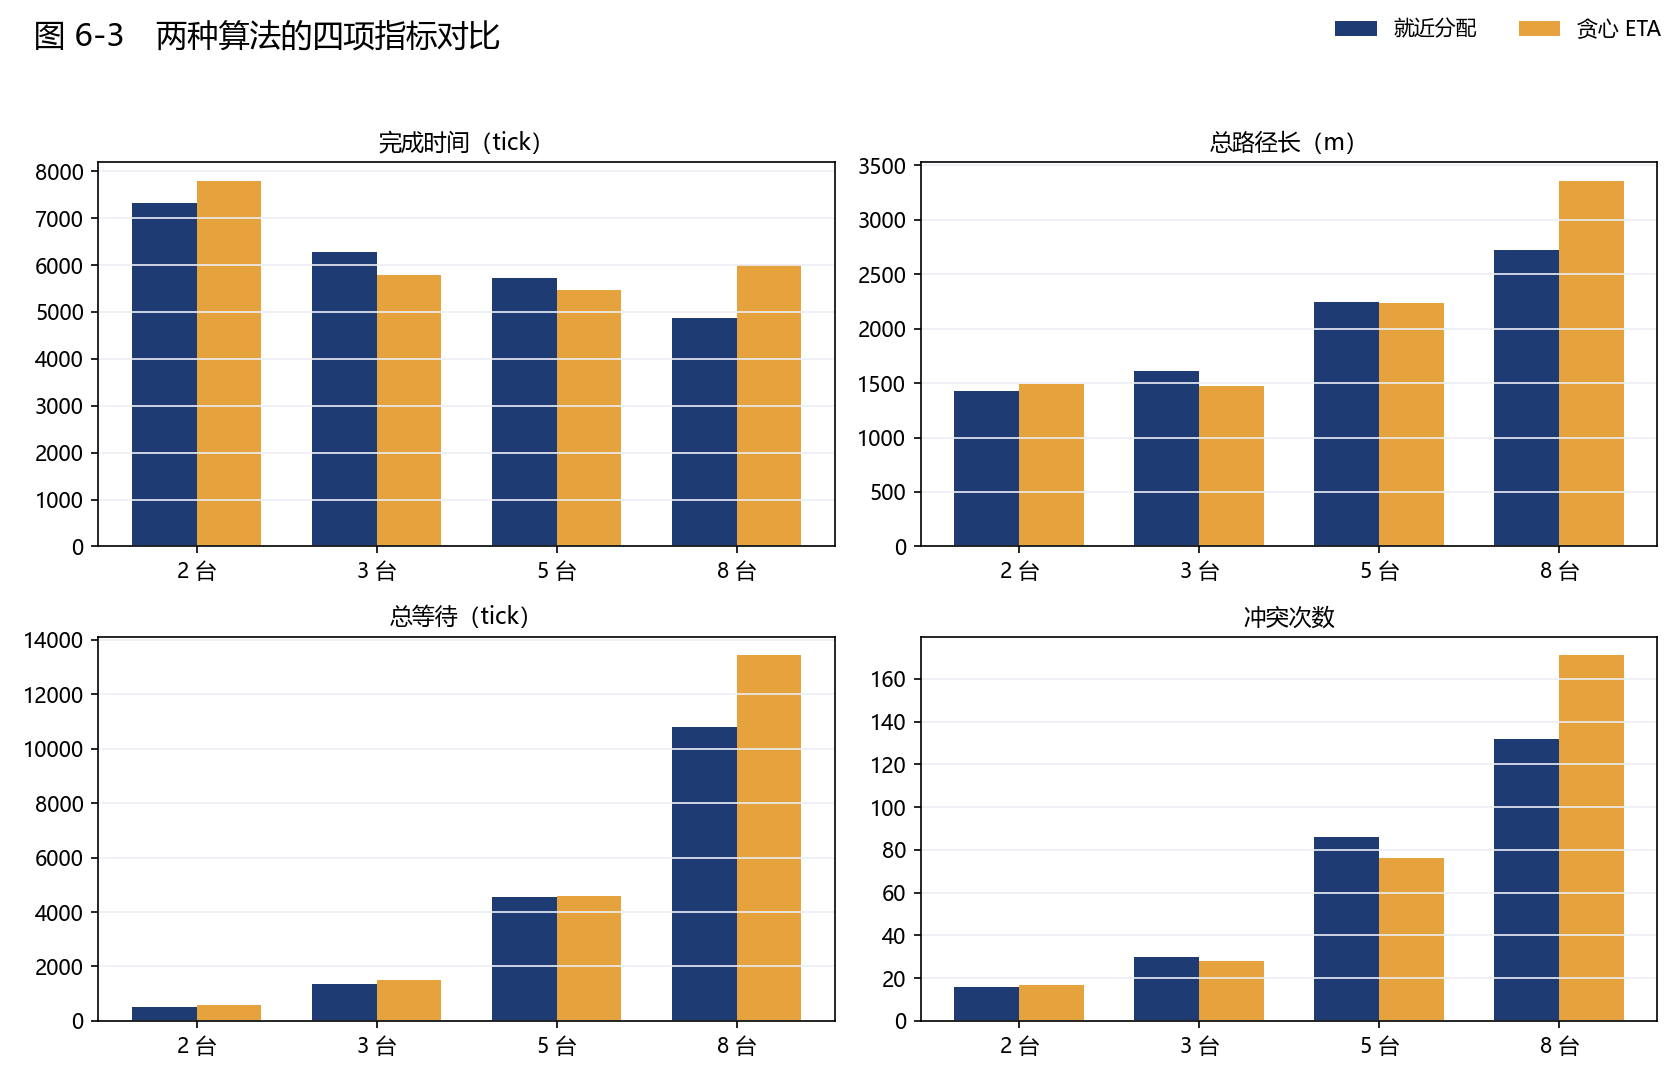 图 6-3　两种算法的四项指标对比
就近分配
贪心 ETA
完成时间（tick）
8000
7000
6000
5000
4000
3000
2000
1000
0
2 台
3 台
5 台
8 台
总路径长（m）
3500
3000
2500
2000
1500
1000
500
0
2 台
3 台
5 台
8 台
总等待（tick）
14000
12000
10000
8000
6000
4000
2000
0
2 台
3 台
5 台
8 台
冲突次数
160
140
120
100
80
60
40
20
0
2 台
3 台
5 台
8 台